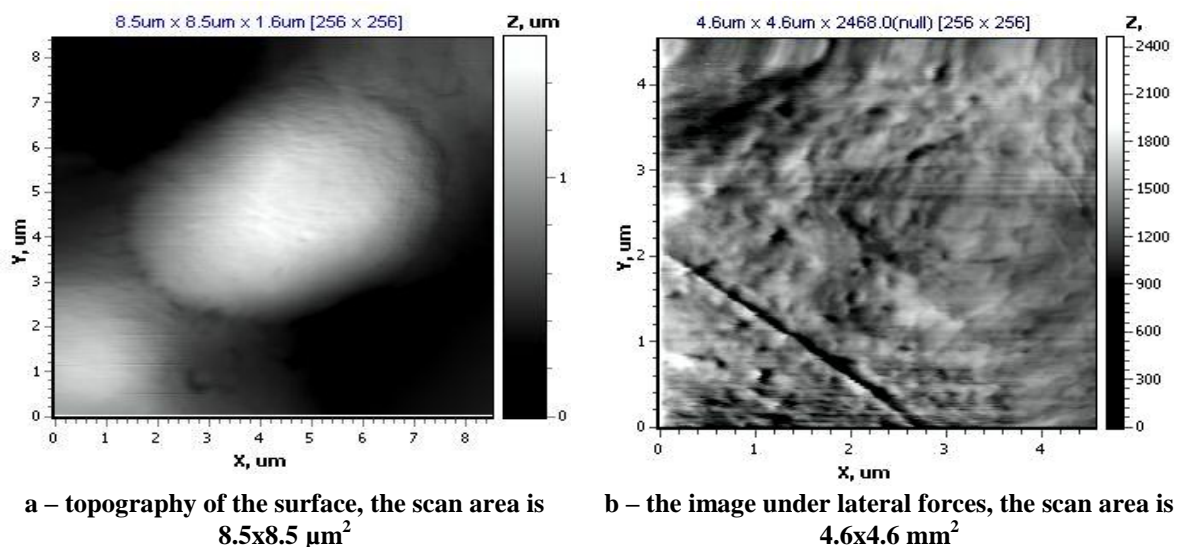 8.5um x 8.5um x 1.6um [256 x 256]
Z, um
8
7
6
5
4
3
2
1
0
Y, um
0 1 2 3 4 5 6 7 8
X, um
1
0
4.6um x 4.6um x 2468.0(null) [256 x 256]
Z,
4
3
2
1
0
Y, um
0 1 2 3 4
X, um
2400
2100
1800
1500
1200
900
600
300
0
a – topography of the surface, the scan area is
8.5x8.5 µm²
b – the image under lateral forces, the scan area is
4.6x4.6 mm²